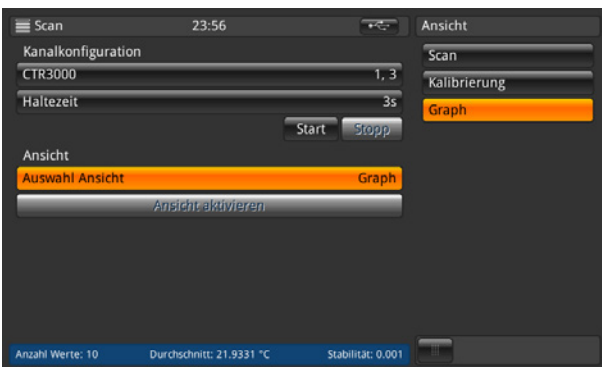 Scan 23:56
Kanalkonfiguration
CTR3000 1, 3
Haltezeit 3s
Start Stopp
Ansicht
Auswahl Ansicht Graph
Ansicht aktivieren
Anzahl Werte: 10 Durchschnitt: 21.9331 °C Stabilität: 0.001
Ansicht
Scan
Kalibrierung
Graph